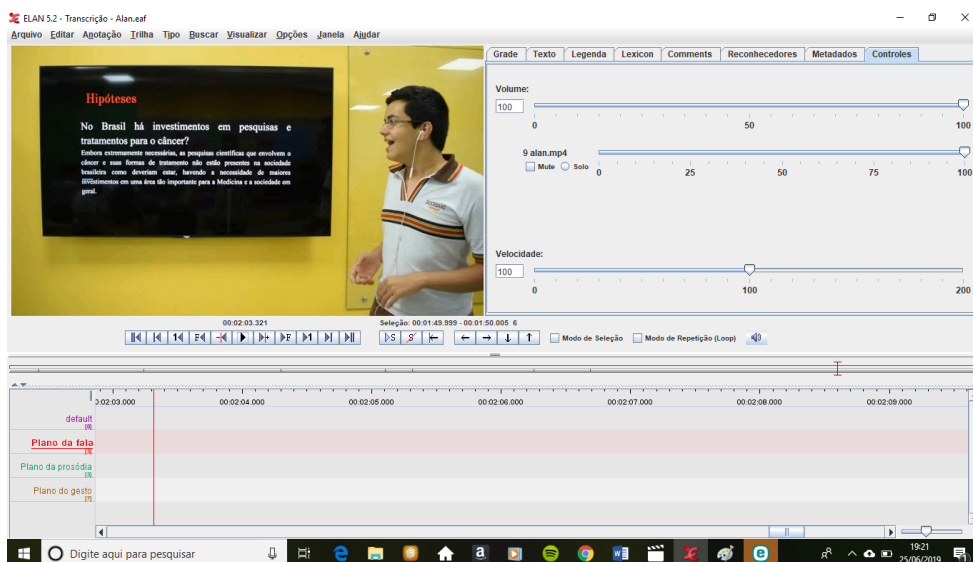 ELAN 5.2 - Transcrição - Alan.eaf
Arquivo Editar Anotação Trilha Tipo Buscar Visualizar Opções Janela Ajudar
Hipóteses
No Brasil há investimentos em pesquisas e
tratamentos para o câncer?
Embora extremamente necessárias, as pesquisas científicas que envolvem o
câncer e suas formas de tratamento não estão presentes na sociedade
brasileira como deveriam estar, havendo a necessidade de maiores
investimentos em uma área tão importante para a Medicina e a sociedade em
geral.
Grade Texto Legenda Lexicon Comments Reconhecedores Metadados Controles
Volume:
100
0 50 100
9 alan.mp4
Mute Solo
0 25 50 75 100
Velocidade:
100
0 100 200
00:02:03.321
Seleção: 00:01:49.999 - 00:01:50.005 6
Modo de Seleção Modo de Repetição (Loop)
0:02:03.000 00:02:04.000 00:02:05.000 00:02:06.000 00:02:07.000 00:02:08.000 00:02:09.000
default
Plano da fala
Plano da prosódia
Plano do gesto
Digite aqui para pesquisar
19:21
25/06/2019